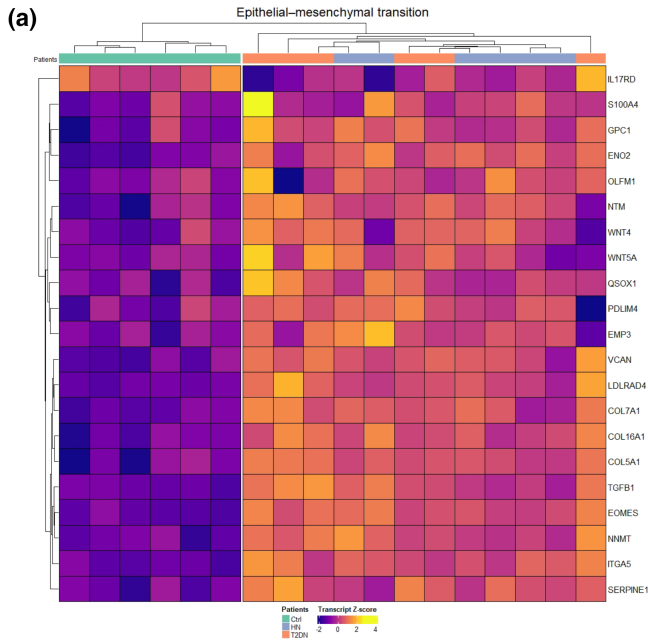 (a)
Epithelial–mesenchymal transition
Patients
IL17RD
S100A4
GPC1
ENO2
OLFM1
NTM
WNT4
WNT5A
QSOX1
PDLIM4
EMP3
VCAN
LDLRAD4
COL7A1
COL16A1
COL5A1
TGFB1
EOMES
NNMT
ITGA5
SERPINE1
Patients Transcript Z-score
Ctrl
HN
T2DN
-2 0 2 4